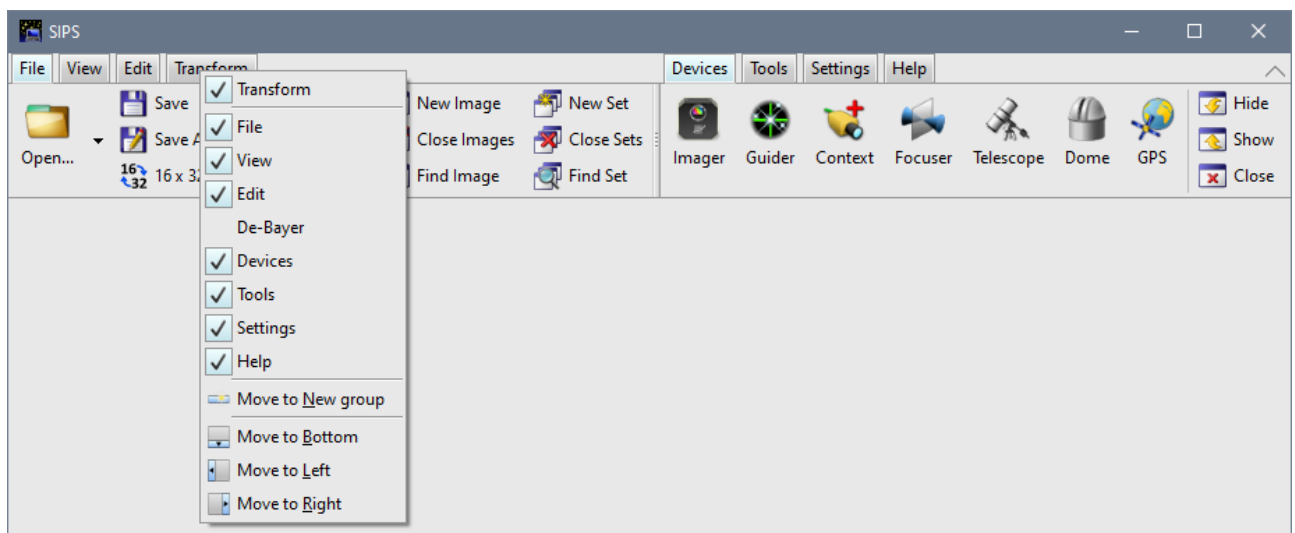 SIPS
File View Edit Transform Devices Tools Settings Help
Open...
Save
Save A
16 32 16 x 32
New Image
Close Images
Find Image
New Set
Close Sets
Find Set
Imager Guider Context Focuser Telescope Dome GPS
Hide
Show
Close
Transform
File
View
Edit
De-Bayer
Devices
Tools
Settings
Help
Move to New group
Move to Bottom
Move to Left
Move to Right